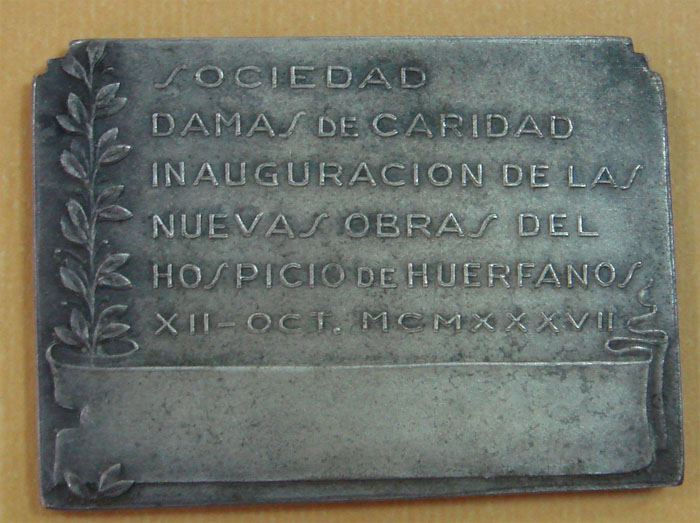 SOCIEDAD
DAMAS DE CARIDAD
INAUGURACION DE LAS
NUEVAS OBRAS DEL
HOSPICIO DE HUERFANOS
XII-OCT. MCMXXXVII